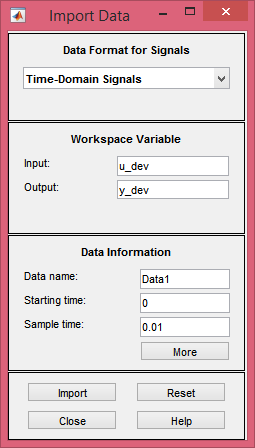 Import Data
Data Format for Signals
Time-Domain Signals
Workspace Variable
Input: u_dev
Output: y_dev
Data Information
Data name: Data1
Starting time: 0
Sample time: 0.01
More
Import Reset
Close Help